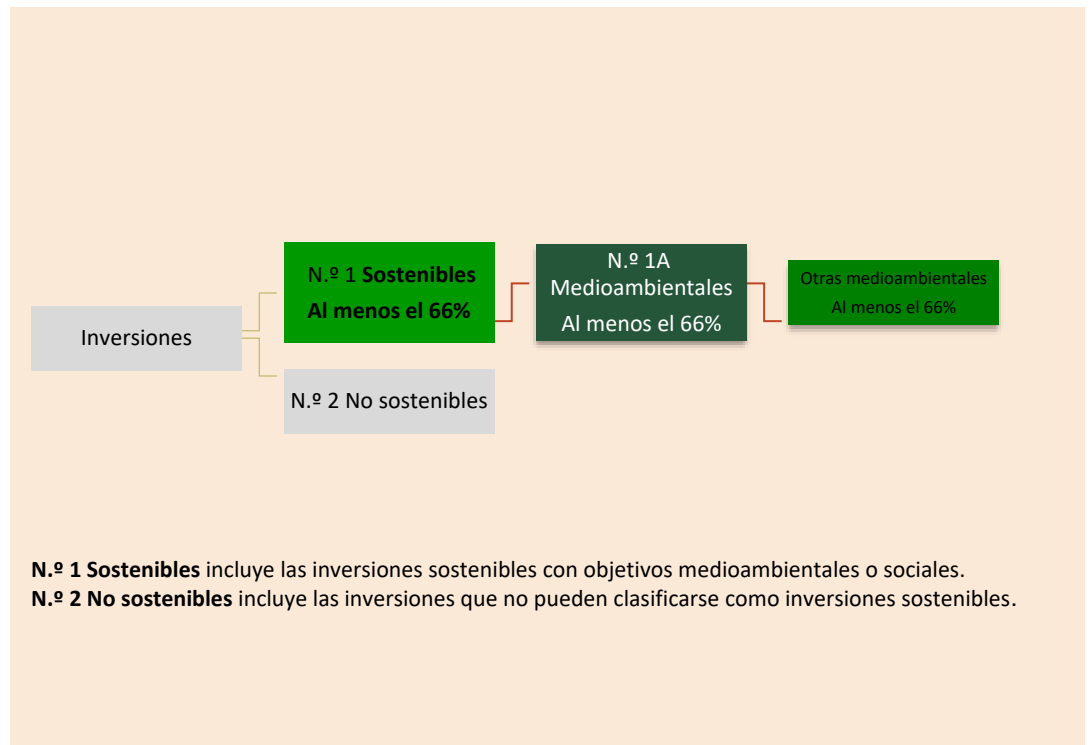 Inversiones
N.º 1 Sostenibles
Al menos el 66%
N.º 2 No sostenibles
N.º 1A
Medioambientales
Al menos el 66%
Otras medioambientales
Al menos el 66%
N.º 1 Sostenibles incluye las inversiones sostenibles con objetivos medioambientales o sociales.
N.º 2 No sostenibles incluye las inversiones que no pueden clasificarse como inversiones sostenibles.